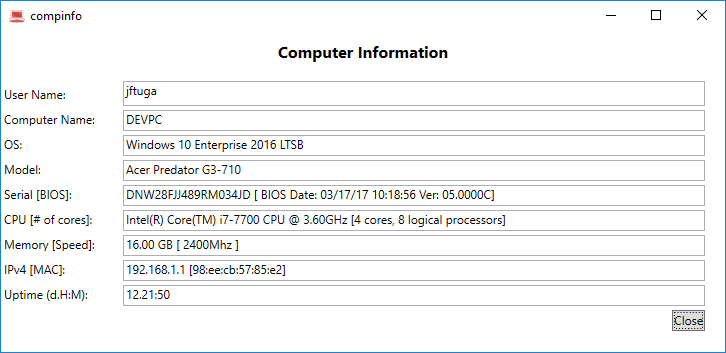 compinfo
Computer Information
User Name: jftuga
Computer Name: DEVPC
OS: Windows 10 Enterprise 2016 LTSB
Model: Acer Predator G3-710
Serial [BIOS]: DNW28FJJ489RM034JD [ BIOS Date: 03/17/17 10:18:56 Ver: 05.0000C]
CPU [# of cores]: Intel(R) Core(TM) i7-7700 CPU @ 3.60GHz [4 cores, 8 logical processors]
Memory [Speed]: 16.00 GB [ 2400Mhz ]
IPv4 [MAC]: 192.168.1.1 [98:ee:cb:57:85:e2]
Uptime (d.H:M): 12.21:50
Close